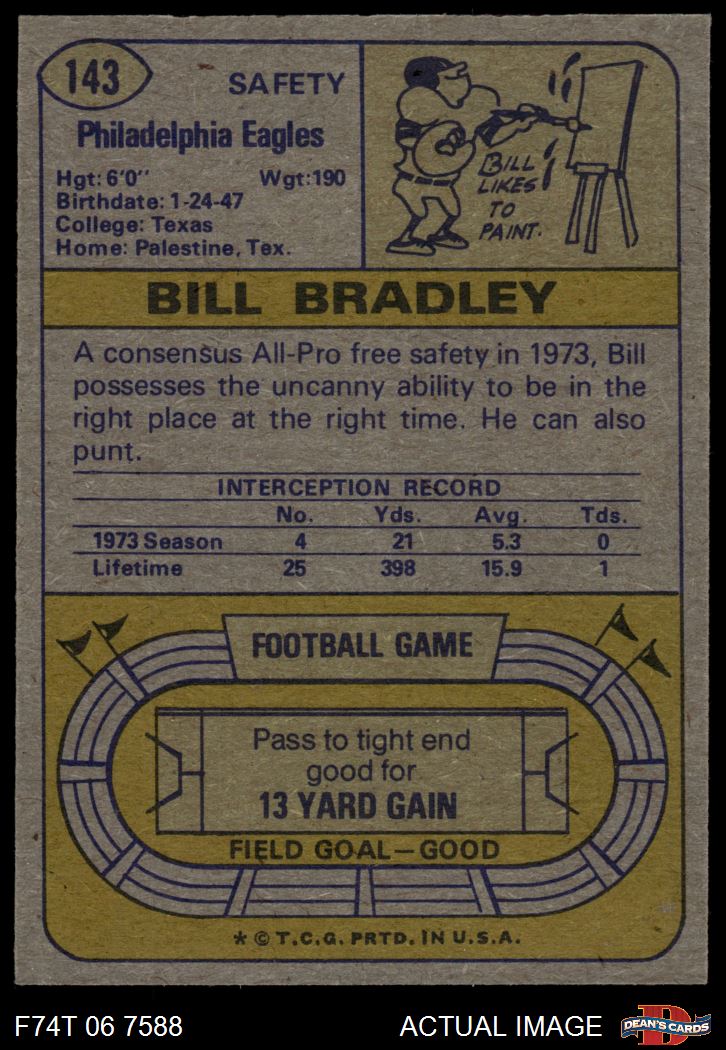 143
SAFETY
Philadelphia Eagles
Hgt: 6'0" Wgt:190
Birthdate: 1-24-47
College: Texas
Home: Palestine, Tex.
BILL
LIKES
TO
PAINT.
BILL BRADLEY
A consensus All-Pro free safety in 1973, Bill
possesses the uncanny ability to be in the
right place at the right time. He can also
punt.
INTERCEPTION RECORD
No. Yds. Avg. Tds.
1973 Season 4 21 5.3 0
Lifetime 25 398 15.9 1
FOOTBALL GAME
Pass to tight end
good for
13 YARD GAIN
FIELD GOAL—GOOD
* © T.C.G. PRTD. IN U.S.A.
F74T 06 7588 ACTUAL IMAGE
D
DEAN'S CARDS